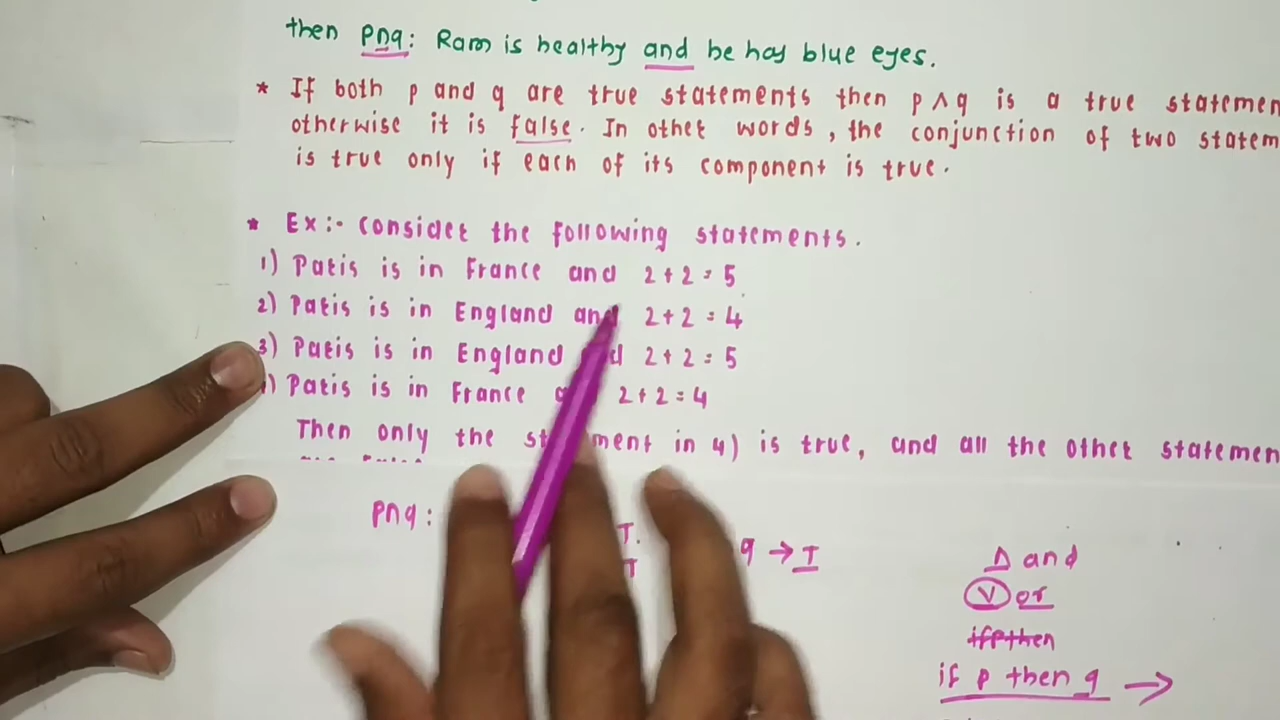 then p∧q: Ram is healthy and he has blue eyes.
* If both p and q are true statements then p ∧ q is a true statemen
otherwise it is false. In other words, the conjunction of two statem
is true only if each of its component is true.
* Ex:- consider the following statements.
1) Paris is in France and 2+2=5
2) Paris is in England and 2+2=4
3) Paris is in England and 2+2=5
4) Paris is in France 2+2=4
Then only the statement in 4) is true, and all the other statemen
p∧q:
T.
T
q → T
∧ and
∨ or
if p then
if p then q →